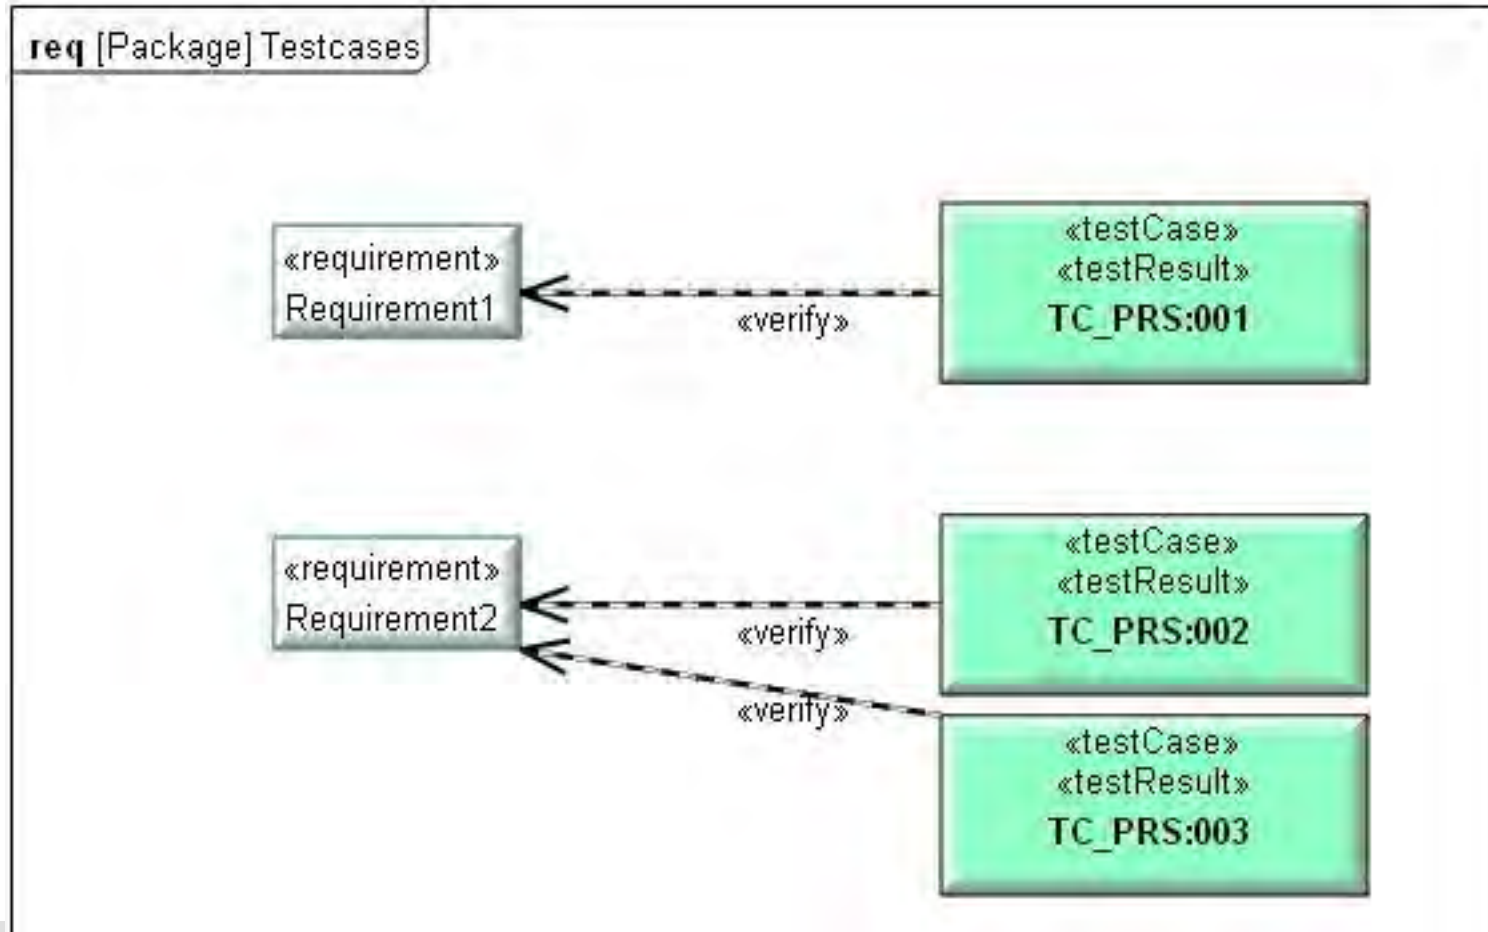 req [Package] Testcases
«requirement»
Requirement1
«verify»
«testCase»
«testResult»
TC_PRS:001
«requirement»
Requirement2
«verify»
«verify»
«testCase»
«testResult»
TC_PRS:002
«testCase»
«testResult»
TC_PRS:003